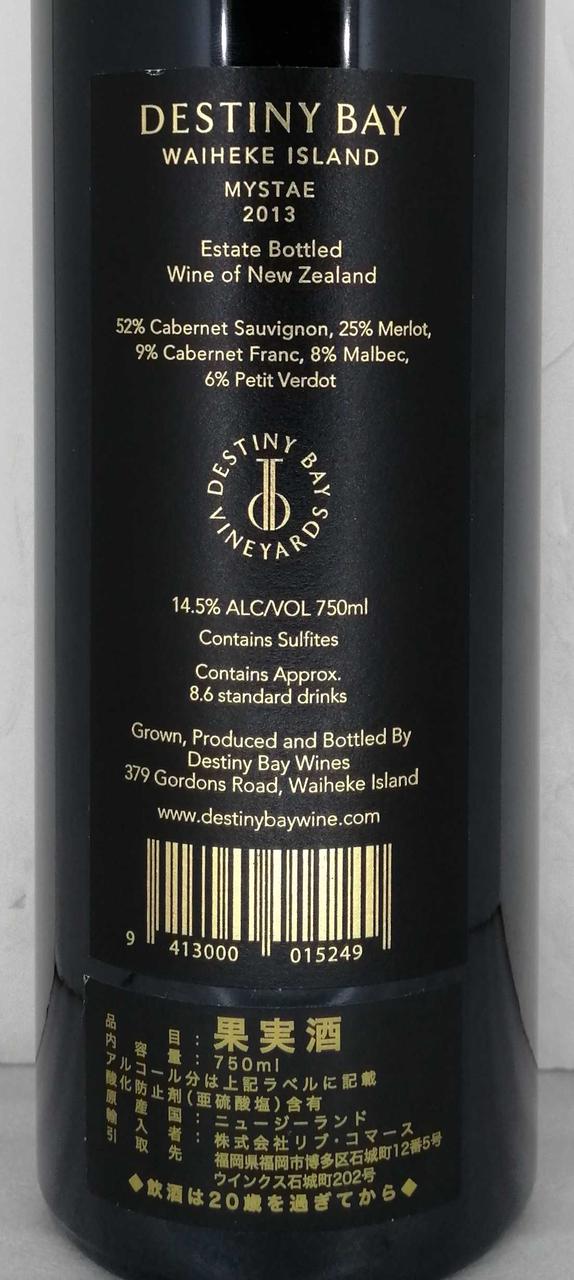 DESTINY BAY
WAIHEKE ISLAND
MYSTAE
2013
Estate Bottled
Wine of New Zealand
52% Cabernet Sauvignon, 25% Merlot,
9% Cabernet Franc, 8% Malbec,
6% Petit Verdot
DESTINY BAY
VINEYARDS
14.5% ALC/VOL 750ml
Contains Sulfites
Contains Approx.
8.6 standard drinks
Grown, Produced and Bottled By
Destiny Bay Wines
379 Gordons Road, Waiheke Island
www.destinybaywine.com
9 413000 015249
品目：果実酒
内容量：750ml
アルコール分は上記ラベルに記載
酸化防止剤(亜硫酸塩)含有
原産国：ニュージーランド
輸入者：株式会社リブ・コマース
引取先 福岡県福岡市博多区石城町12番5号
ウインクス石城町202号
◆飲酒は20歳を過ぎてから◆